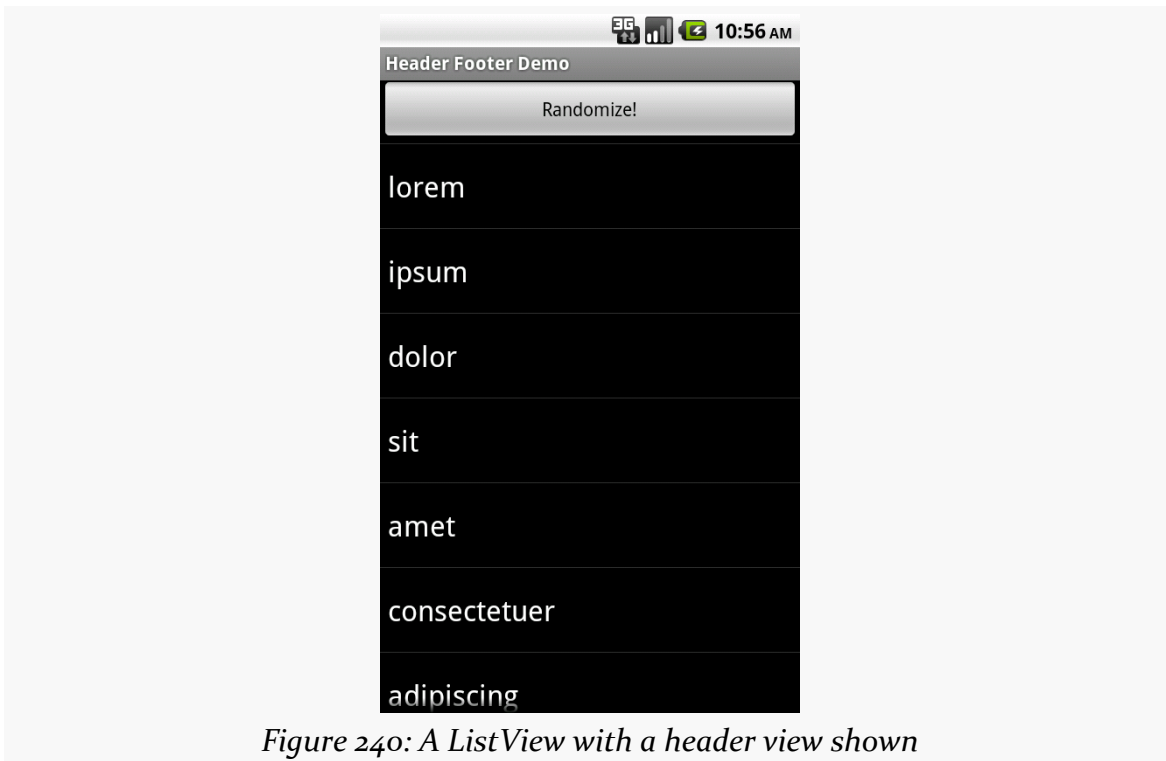 3G 10:56 AM
Header Footer Demo
Randomize!
lorem
ipsum
dolor
sit
amet
consectetuer
adipiscing
Figure 240: A ListView with a header view shown